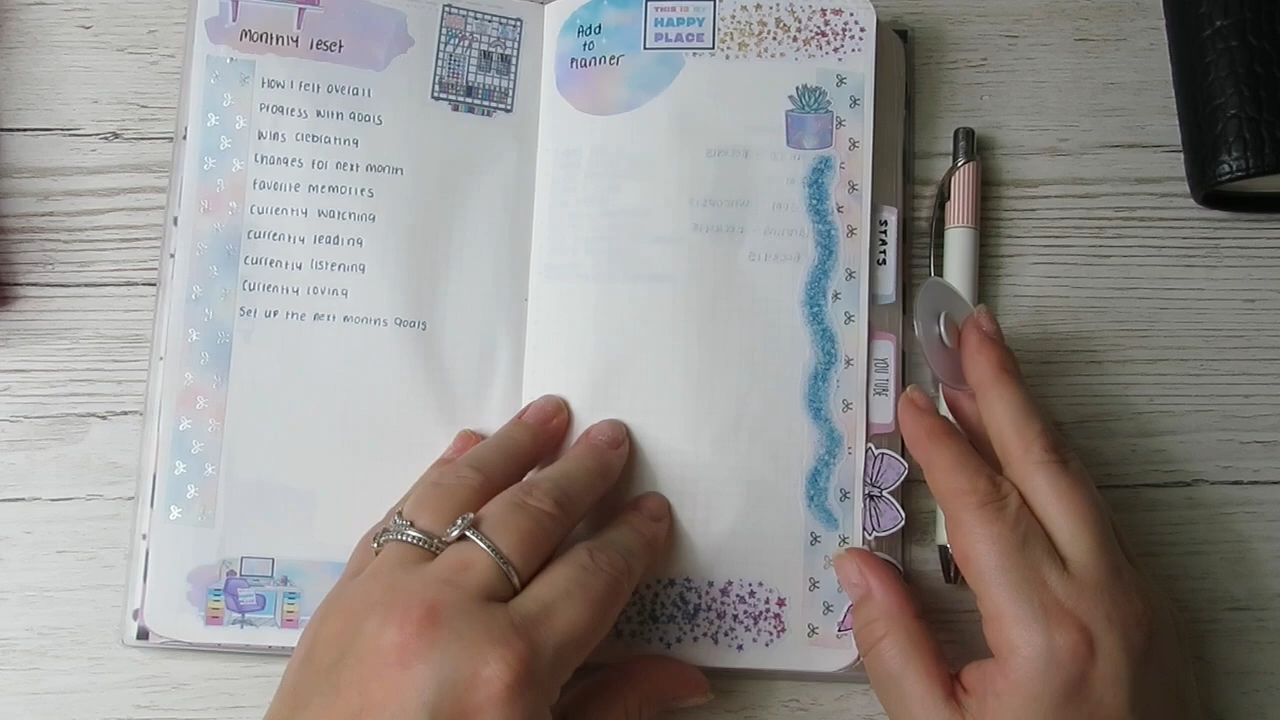 Monthly reset
How I felt overall
Progress with goals
Wins clebrating
Changes for next month
favorite memories
Currently watching
Currently reading
Currently listening
Currently loving
Set up the next months goals
Add
to
Planner
THIS IS MY
HAPPY
PLACE
STATS
YOU TUBE